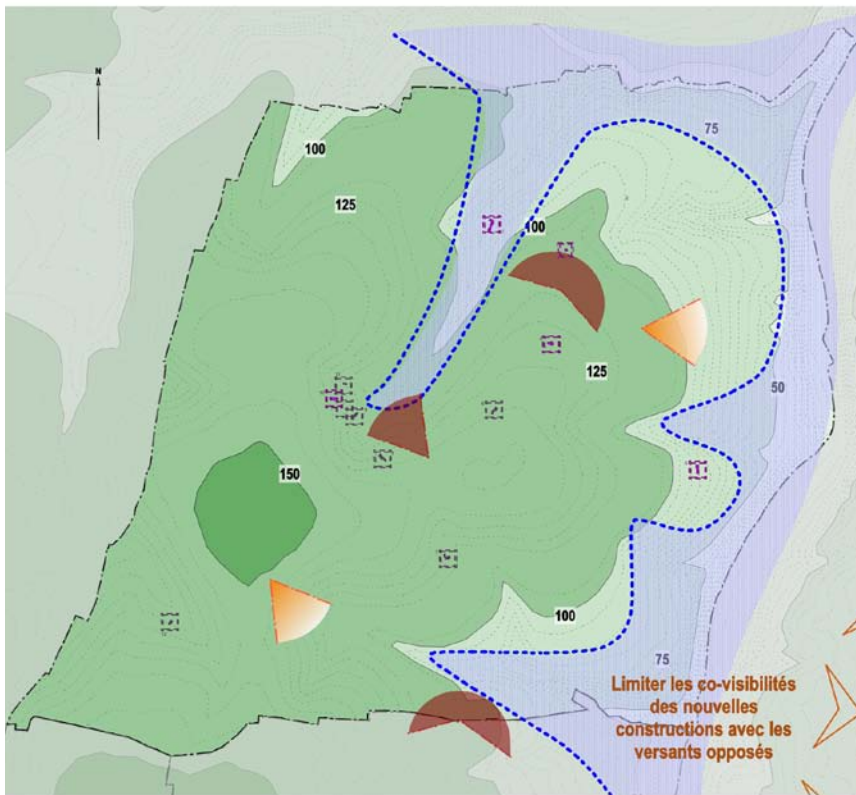 N
75
100
125
100
125
50
150
100
75
Limiter les co-visibilités
des nouvelles
constructions avec les
versants opposés